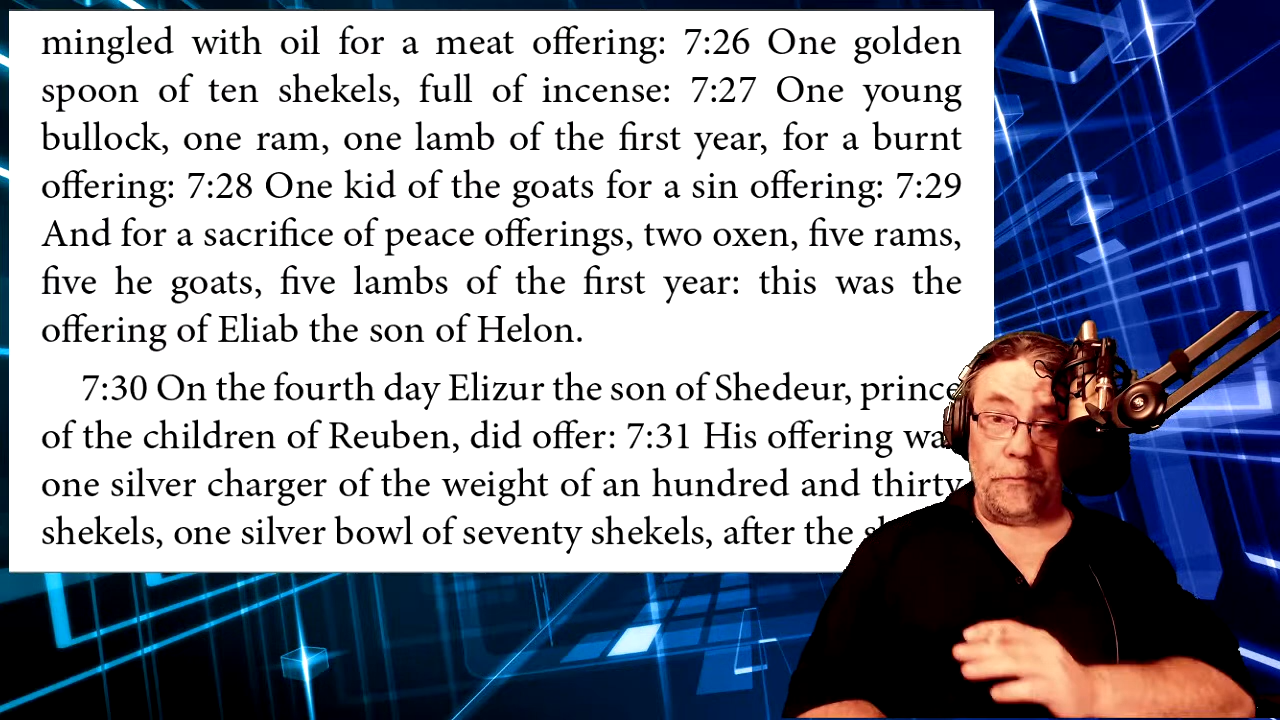 mingled with oil for a meat offering: 7:26 One golden
spoon of ten shekels, full of incense: 7:27 One young
bullock, one ram, one lamb of the first year, for a burnt
offering: 7:28 One kid of the goats for a sin offering: 7:29
And for a sacrifice of peace offerings, two oxen, five rams,
five he goats, five lambs of the first year: this was the
offering of Eliab the son of Helon.
7:30 On the fourth day Elizur the son of Shedeur, prince
of the children of Reuben, did offer: 7:31 His offering
one silver charger of the weight of an hundred and thirty
shekels, one silver bowl of seventy shekels, after the